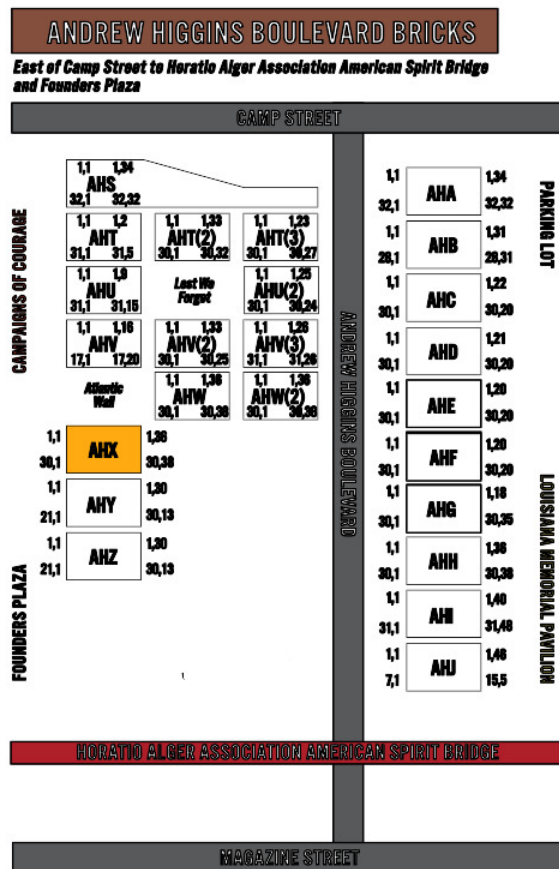 ANDREW HIGGINS BOULEVARD BRICKS
East of Camp Street to Horatio Alger Association American Spirit Bridge
and Founders Plaza
CAMP STREET
CAMPAIGNS OF COURAGE
FOUNDERS PLAZA
1,1 1,34
AHS
32,1 32,32
1,1 1,2
AHT
31,1 31,5
1,1 1,33
AHT(2)
30,1 30,32
1,1 1,23
AHT(3)
30,1 30,27
1,1 1,9
AHU
31,1 31,15
Lest We
Forget
1,1 1,25
AHU(2)
30,1 30,24
1,1 1,16
AHV
17,1 17,20
1,1 1,33
AHV(2)
30,1 30,25
1,1 1,26
AHV(3)
31,1 31,26
Atlantic
Wall
1,1 1,36
AHW
30,1 30,36
1,1 1,36
AHW(2)
30,1 30,36
1,1 AHX 1,36
30,1 30,38
1,1 AHY 1,30
21,1 30,13
1,1 AHZ 1,30
21,1 30,13
ANDREW HIGGINS BOULEVARD
1,1 AHA 1,34
32,1 32,32
1,1 AHB 1,31
28,1 28,31
1,1 AHC 1,22
30,1 30,20
1,1 AHD 1,21
30,1 30,20
1,1 AHE 1,20
30,1 30,20
1,1 AHF 1,20
30,1 30,20
1,1 AHG 1,18
30,1 30,35
1,1 AHH 1,36
30,1 30,38
1,1 AHI 1,40
31,1 31,48
1,1 AHJ 1,46
7,1 15,5
PARKING LOT
LOUISIANA MEMORIAL PAVILION
HORATIO ALGER ASSOCIATION AMERICAN SPIRIT BRIDGE
MAGAZINE STREET